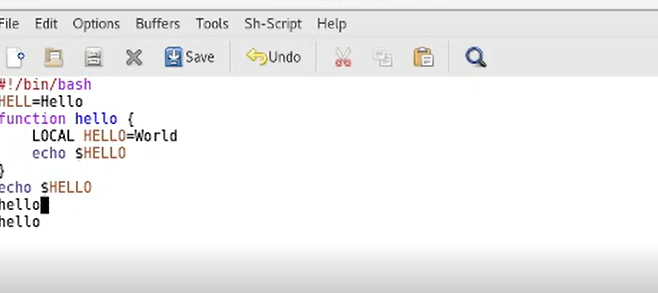 File Edit Options Buffers Tools Sh-Script Help
Save Undo
#!/bin/bash
HELL=Hello
function hello {
    LOCAL HELLO=World
    echo $HELLO
}
echo $HELLO
hello
hello